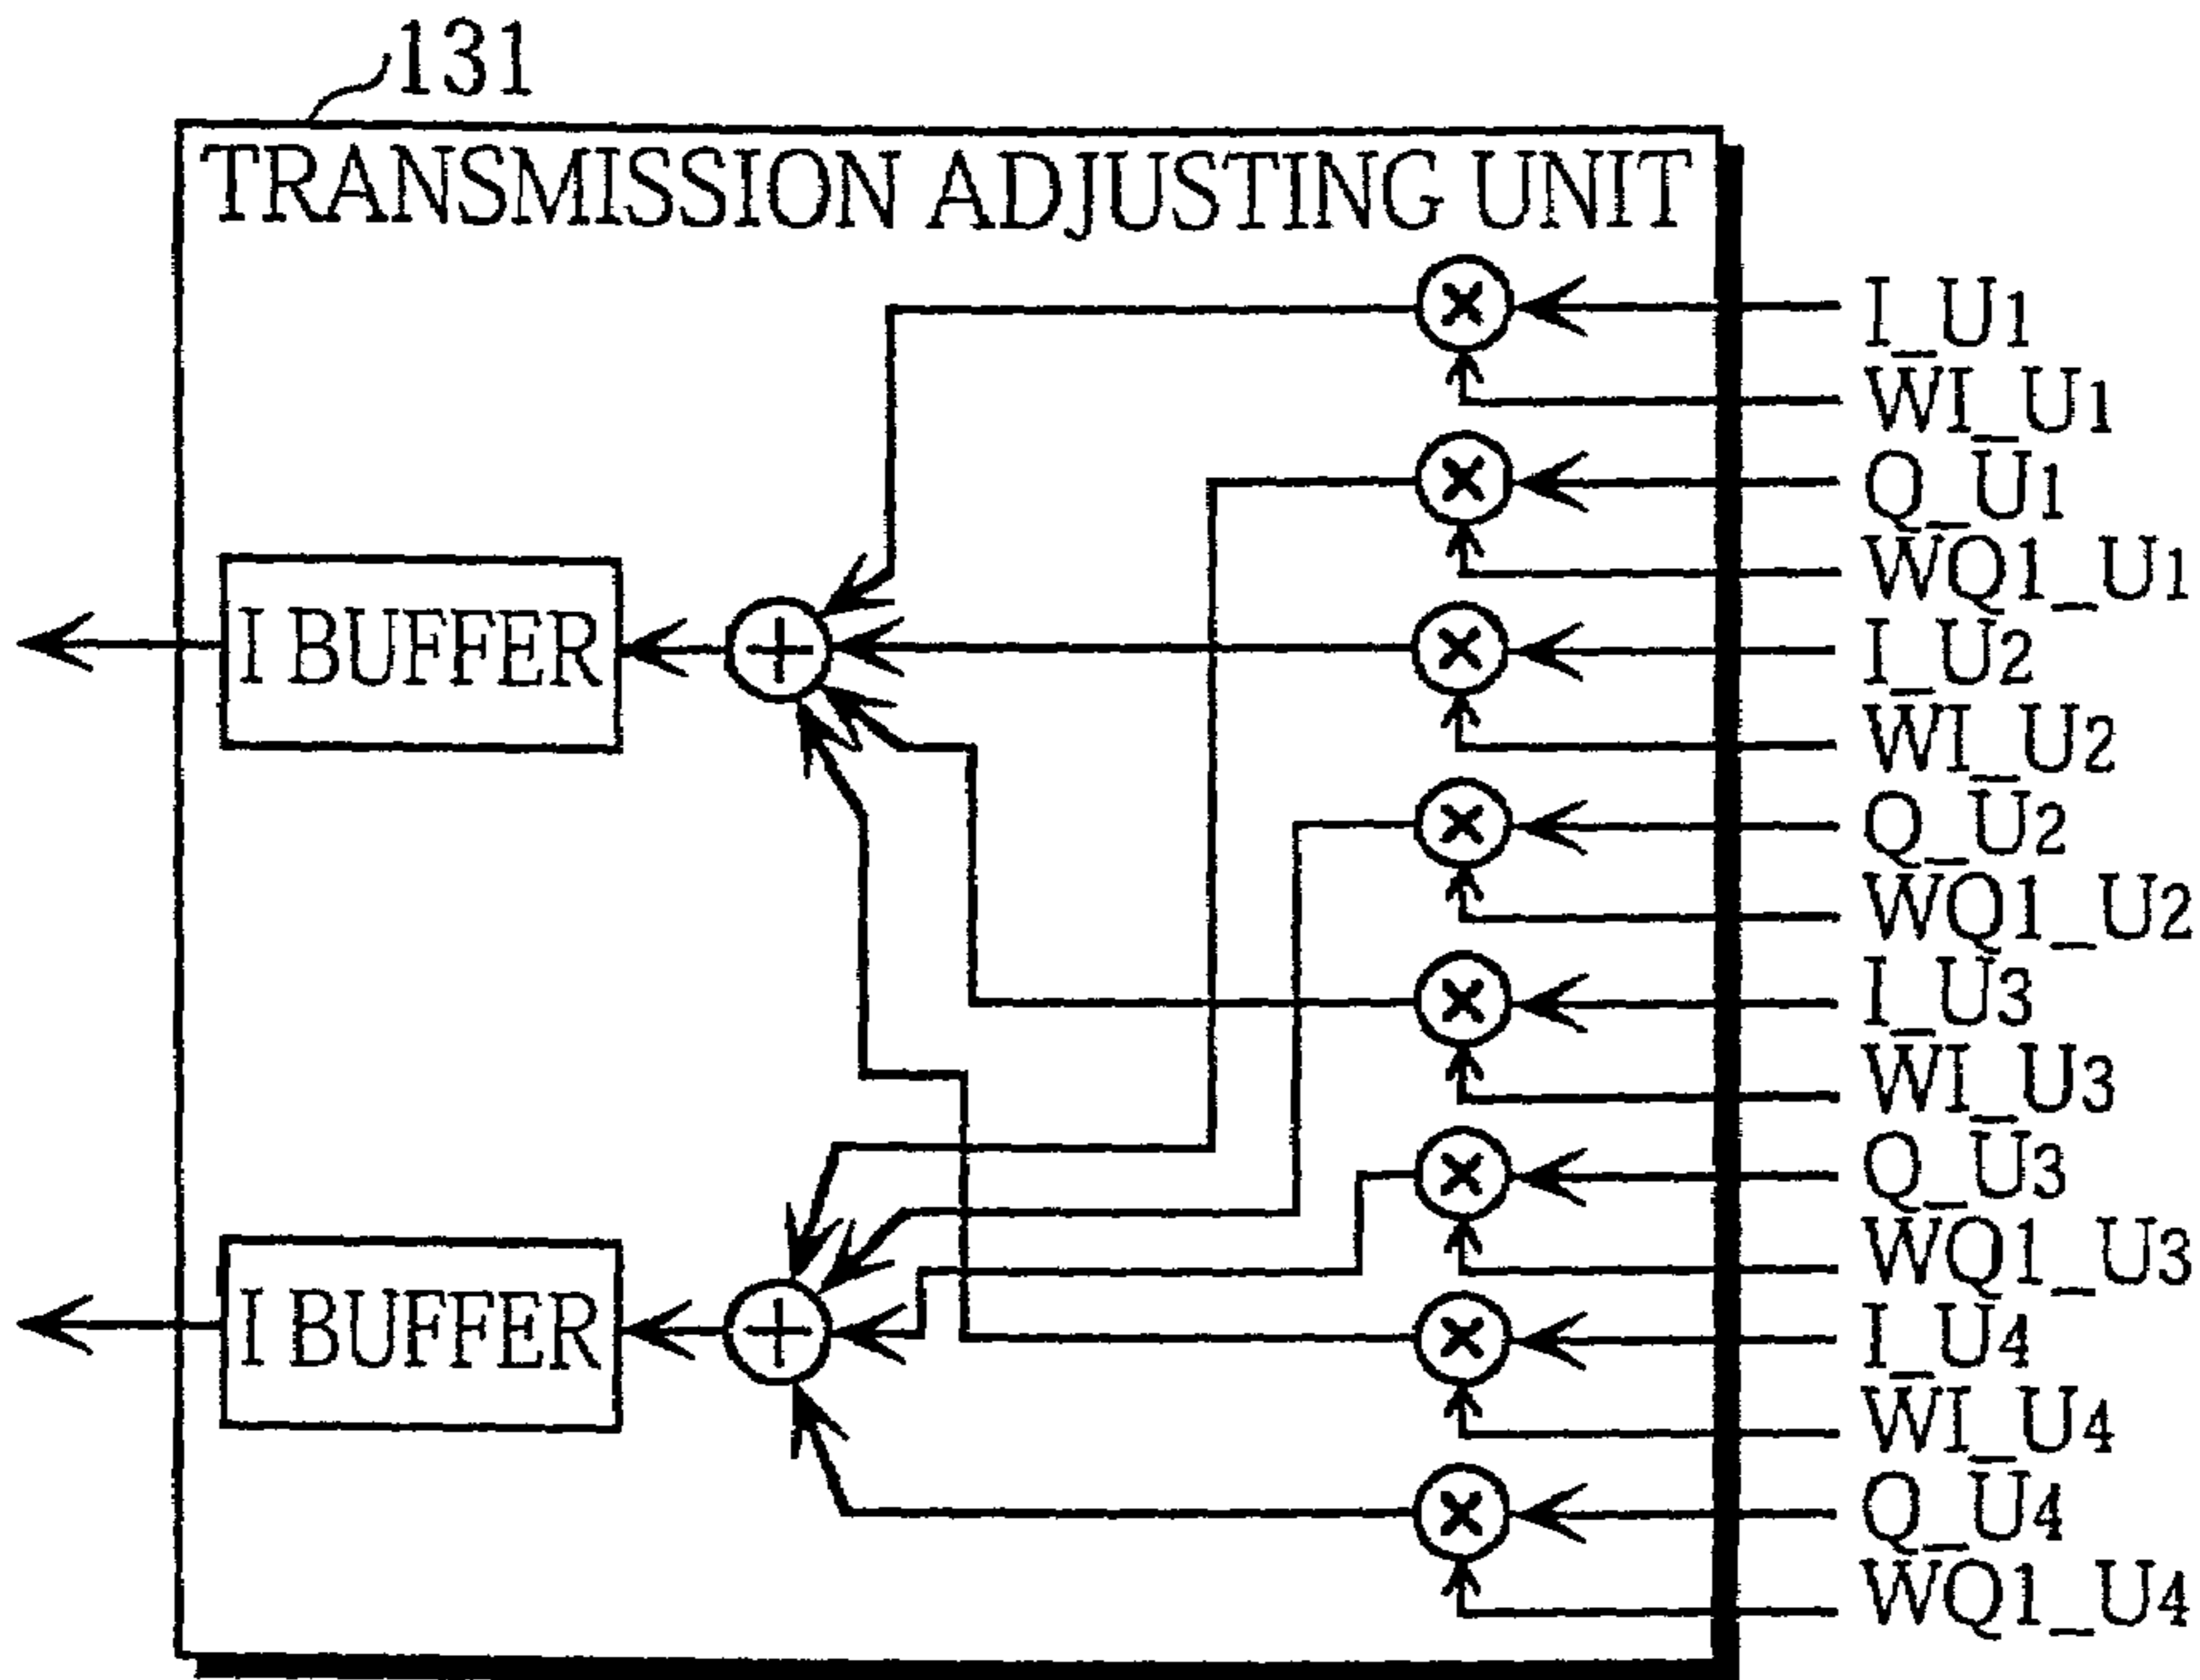 131
TRANSMISSION ADJUSTING UNIT
I_U1
WI_U1
Q_U1
WQ1_U1
I BUFFER
I_U2
WI_U2
Q_U2
WQ1_U2
I_U3
WI_U3
Q_U3
WQ1_U3
I BUFFER
I_U4
WI_U4
Q_U4
WQ1_U4